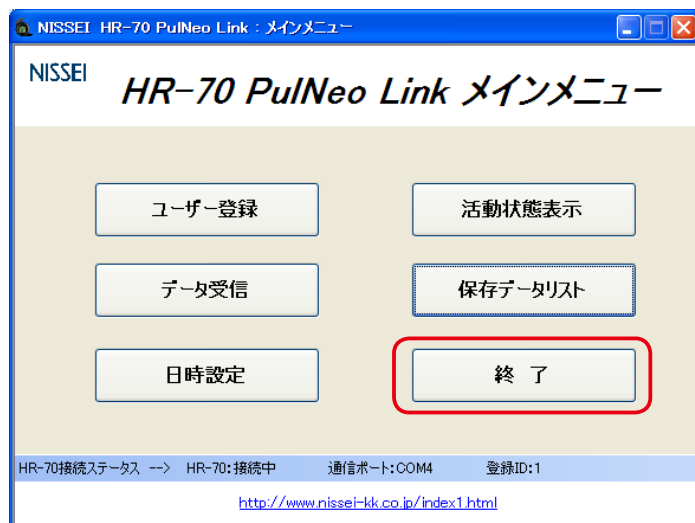 NISSEI HR-70 PulNeo Link：メインメニュー
NISSEI
HR-70 PulNeo Link メインメニュー
ユーザー登録
活動状態表示
データ受信
保存データリスト
日時設定
終 了
HR-70接続ステータス --> HR-70：接続中 通信ポート：COM4 登録ID：1
http://www.nissei-kk.co.jp/index1.html